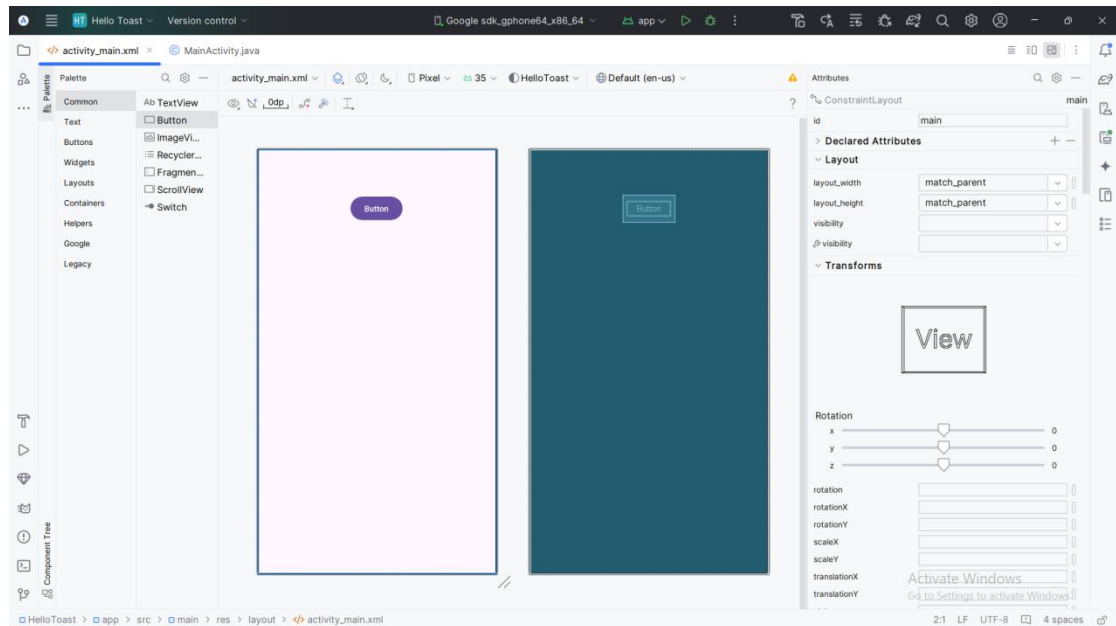 HT Hello Toast Version control Google sdk_gphone64_x86_64 app
activity_main.xml MainActivity.java
Palette activity_main.xml Pixel 35 HelloToast Default (en-us) Attributes
Palette
Common
Text
Buttons
Widgets
Layouts
Containers
Helpers
Google
Legacy
Ab TextView
Button
ImageVi...
Recycler...
Fragmen...
ScrollView
Switch
0dp
Button
Button
ConstraintLayout main
id main
Declared Attributes
Layout
layout_width match_parent
layout_height match_parent
visibility
visibility
Transforms
View
Rotation
x 0
y 0
z 0
rotation
rotationX
rotationY
scaleX
scaleY
translationX
translationY
Activate Windows
Go to Settings to activate Windows.
Component Tree
HelloToast > app > src > main > res > layout > activity_main.xml 2:1 LF UTF-8 4 spaces